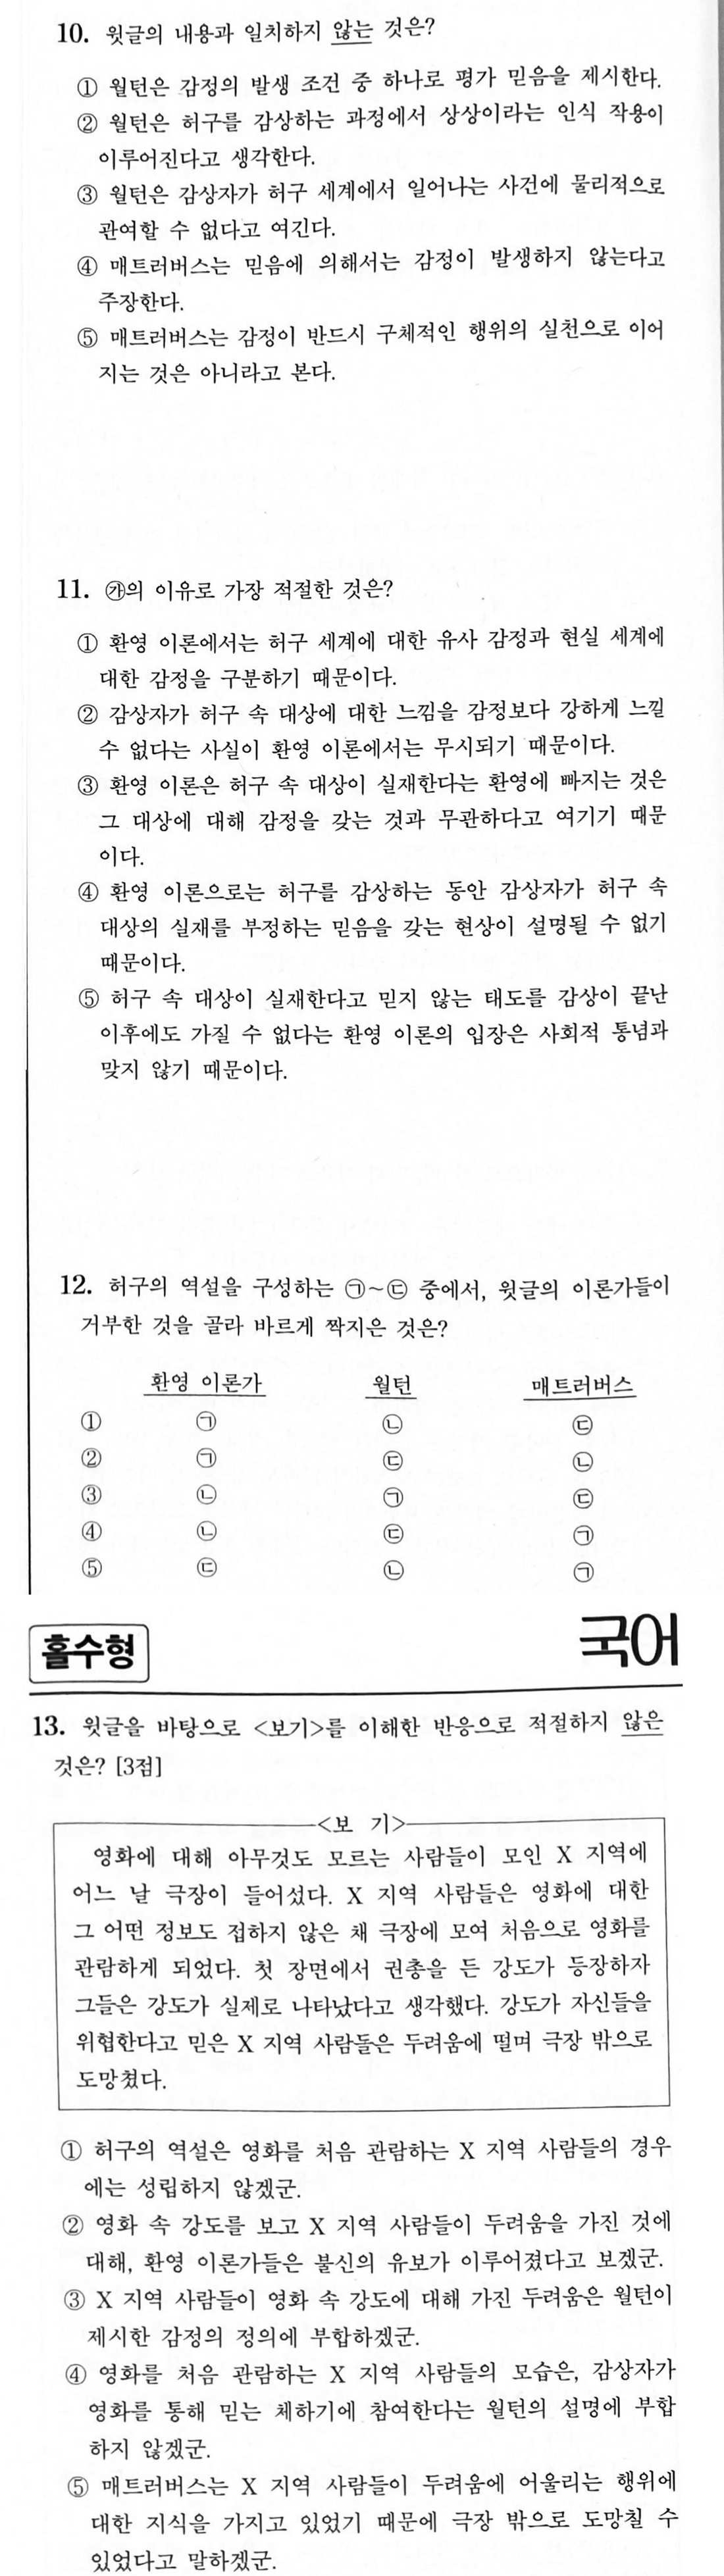 10. 윗글의 내용과 일치하지 않는 것은?
① 월턴은 감정의 발생 조건 중 하나로 평가 믿음을 제시한다.
② 월턴은 허구를 감상하는 과정에서 상상이라는 인식 작용이
이루어진다고 생각한다.
③ 월턴은 감상자가 허구 세계에서 일어나는 사건에 물리적으로
관여할 수 없다고 여긴다.
④ 매트러버스는 믿음에 의해서는 감정이 발생하지 않는다고
주장한다.
⑤ 매트러버스는 감정이 반드시 구체적인 행위의 실천으로 이어
지는 것은 아니라고 본다.
11. ㉮의 이유로 가장 적절한 것은?
① 환영 이론에서는 허구 세계에 대한 유사 감정과 현실 세계에
대한 감정을 구분하기 때문이다.
② 감상자가 허구 속 대상에 대한 느낌을 감정보다 강하게 느낄
수 없다는 사실이 환영 이론에서는 무시되기 때문이다.
③ 환영 이론은 허구 속 대상이 실재한다는 환영에 빠지는 것은
그 대상에 대해 감정을 갖는 것과 무관하다고 여기기 때문
이다.
④ 환영 이론으로는 허구를 감상하는 동안 감상자가 허구 속
대상의 실재를 부정하는 믿음을 갖는 현상이 설명될 수 없기
때문이다.
⑤ 허구 속 대상이 실재한다고 믿지 않는 태도를 감상이 끝난
이후에도 가질 수 없다는 환영 이론의 입장은 사회적 통념과
맞지 않기 때문이다.
12. 허구의 역설을 구성하는 ㉠~㉢ 중에서, 윗글의 이론가들이
거부한 것을 골라 바르게 짝지은 것은?
환영 이론가 월턴 매트러버스
① ㉠ ㉡ ㉢
② ㉠ ㉢ ㉡
③ ㉡ ㉠ ㉢
④ ㉡ ㉢ ㉠
⑤ ㉢ ㉡ ㉠
홀수형 국어
13. 윗글을 바탕으로 <보기>를 이해한 반응으로 적절하지 않은
것은? [3점]
<보 기>
영화에 대해 아무것도 모르는 사람들이 모인 X 지역에
어느 날 극장이 들어섰다. X 지역 사람들은 영화에 대한
그 어떤 정보도 접하지 않은 채 극장에 모여 처음으로 영화를
관람하게 되었다. 첫 장면에서 권총을 든 강도가 등장하자
그들은 강도가 실제로 나타났다고 생각했다. 강도가 자신들을
위협한다고 믿은 X 지역 사람들은 두려움에 떨며 극장 밖으로
도망쳤다.
① 허구의 역설은 영화를 처음 관람하는 X 지역 사람들의 경우
에는 성립하지 않겠군.
② 영화 속 강도를 보고 X 지역 사람들이 두려움을 가진 것에
대해, 환영 이론가들은 불신의 유보가 이루어졌다고 보겠군.
③ X 지역 사람들이 영화 속 강도에 대해 가진 두려움은 월턴이
제시한 감정의 정의에 부합하겠군.
④ 영화를 처음 관람하는 X 지역 사람들의 모습은, 감상자가
영화를 통해 믿는 체하기에 참여한다는 월턴의 설명에 부합
하지 않겠군.
⑤ 매트러버스는 X 지역 사람들이 두려움에 어울리는 행위에
대한 지식을 가지고 있었기 때문에 극장 밖으로 도망칠 수
있었다고 말하겠군.